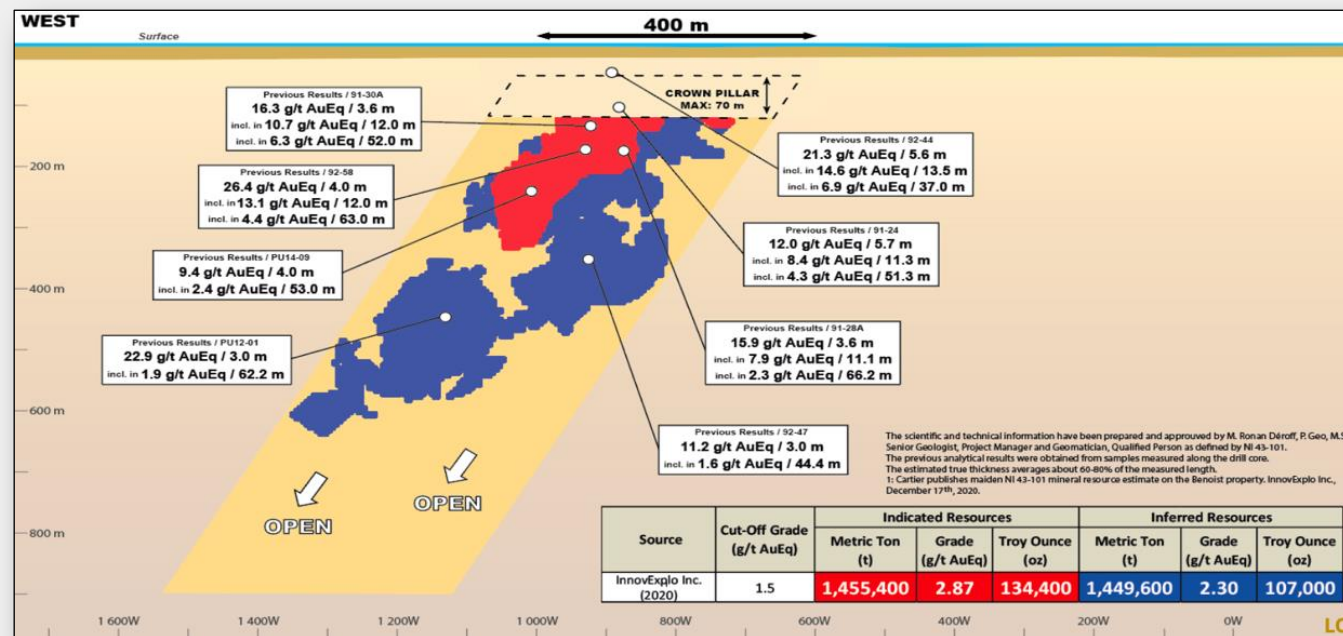 WEST
400 m
Surface
CROWN PILLAR
MAX: 70 m
Previous Results / 91-30A
16.3 g/t AuEq / 3.6 m
incl. in 10.7 g/t AuEq / 12.0 m
incl. in 6.3 g/t AuEq / 52.0 m
Previous Results / 92-44
21.3 g/t AuEq / 5.6 m
incl. in 14.6 g/t AuEq / 13.5 m
incl. in 6.9 g/t AuEq / 37.0 m
200 m
Previous Results / 92-58
26.4 g/t AuEq / 4.0 m
incl. in 13.1 g/t AuEq / 12.0 m
incl. in 4.4 g/t AuEq / 63.0 m
Previous Results / 91-24
12.0 g/t AuEq / 5.7 m
incl. in 8.4 g/t AuEq / 11.3 m
incl. in 4.3 g/t AuEq / 51.3 m
Previous Results / PU14-09
9.4 g/t AuEq / 4.0 m
incl. in 2.4 g/t AuEq / 53.0 m
400 m
Previous Results / 91-28A
15.9 g/t AuEq / 3.6 m
incl. in 7.9 g/t AuEq / 11.1 m
incl. in 2.3 g/t AuEq / 66.2 m
Previous Results / PU12-01
22.9 g/t AuEq / 3.0 m
incl. in 1.9 g/t AuEq / 62.2 m
600 m
Previous Results / 92-47
11.2 g/t AuEq / 3.0 m
incl. in 1.6 g/t AuEq / 44.4 m
The scientific and technical information have been prepared and approuved by M. Ronan Déroff, P. Geo, M.S
Senior Geologist, Project Manager and Geomatician, Qualified Person as defined by NI 43-101.
The previous analytical results were obtained from samples measured along the drill core.
The estimated true thickness averages about 60-80% of the measured length.
1: Cartier publishes maiden NI 43-101 mineral resource estimate on the Benoist property. InnovExplo Inc.,
December 17th, 2020.
OPEN
OPEN
800 m
Source
Cut-Off Grade
(g/t AuEq)
Indicated Resources
Inferred Resources
Metric Ton
(t)
Grade
(g/t AuEq)
Troy Ounce
(oz)
Metric Ton
(t)
Grade
(g/t AuEq)
Troy Ounce
(oz)
InnovExplo Inc.
(2020)
1.5
1,455,400
2.87
134,400
1,449,600
2.30
107,000
1 600W
1 400W
1 200W
1 000W
800W
600W
400W
200W
0W